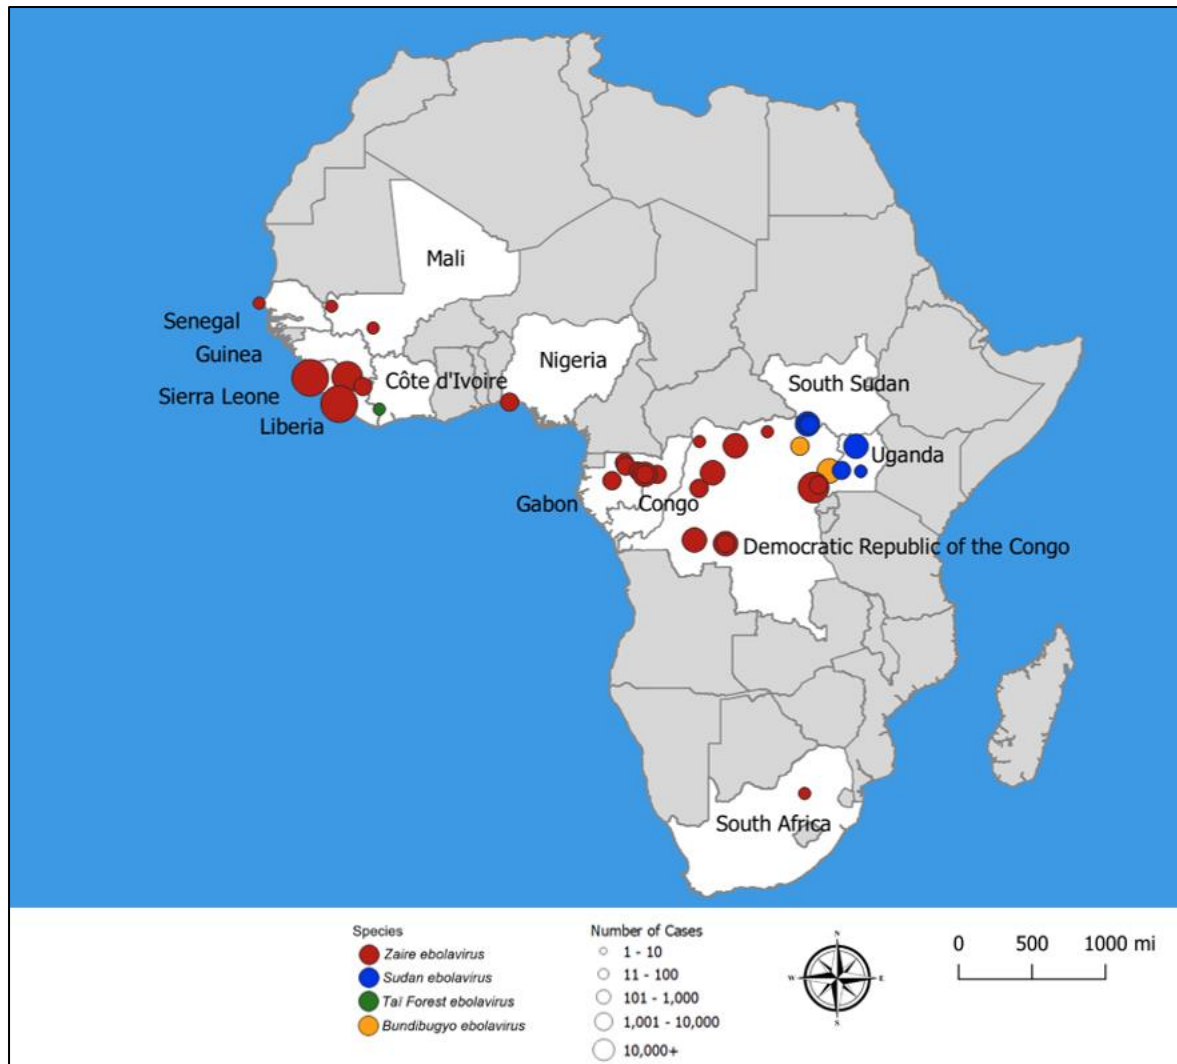 Mali
Senegal
Guinea
Nigeria
Côte d'Ivoire
South Sudan
Sierra Leone
Liberia
Uganda
Gabon
Congo
Democratic Republic of the Congo
South Africa
Species
Zaire ebolavirus
Sudan ebolavirus
Taï Forest ebolavirus
Bundibugyo ebolavirus
Number of Cases
1 - 10
11 - 100
101 - 1,000
1,001 - 10,000
10,000+
N
W E
S
0 500 1000 mi